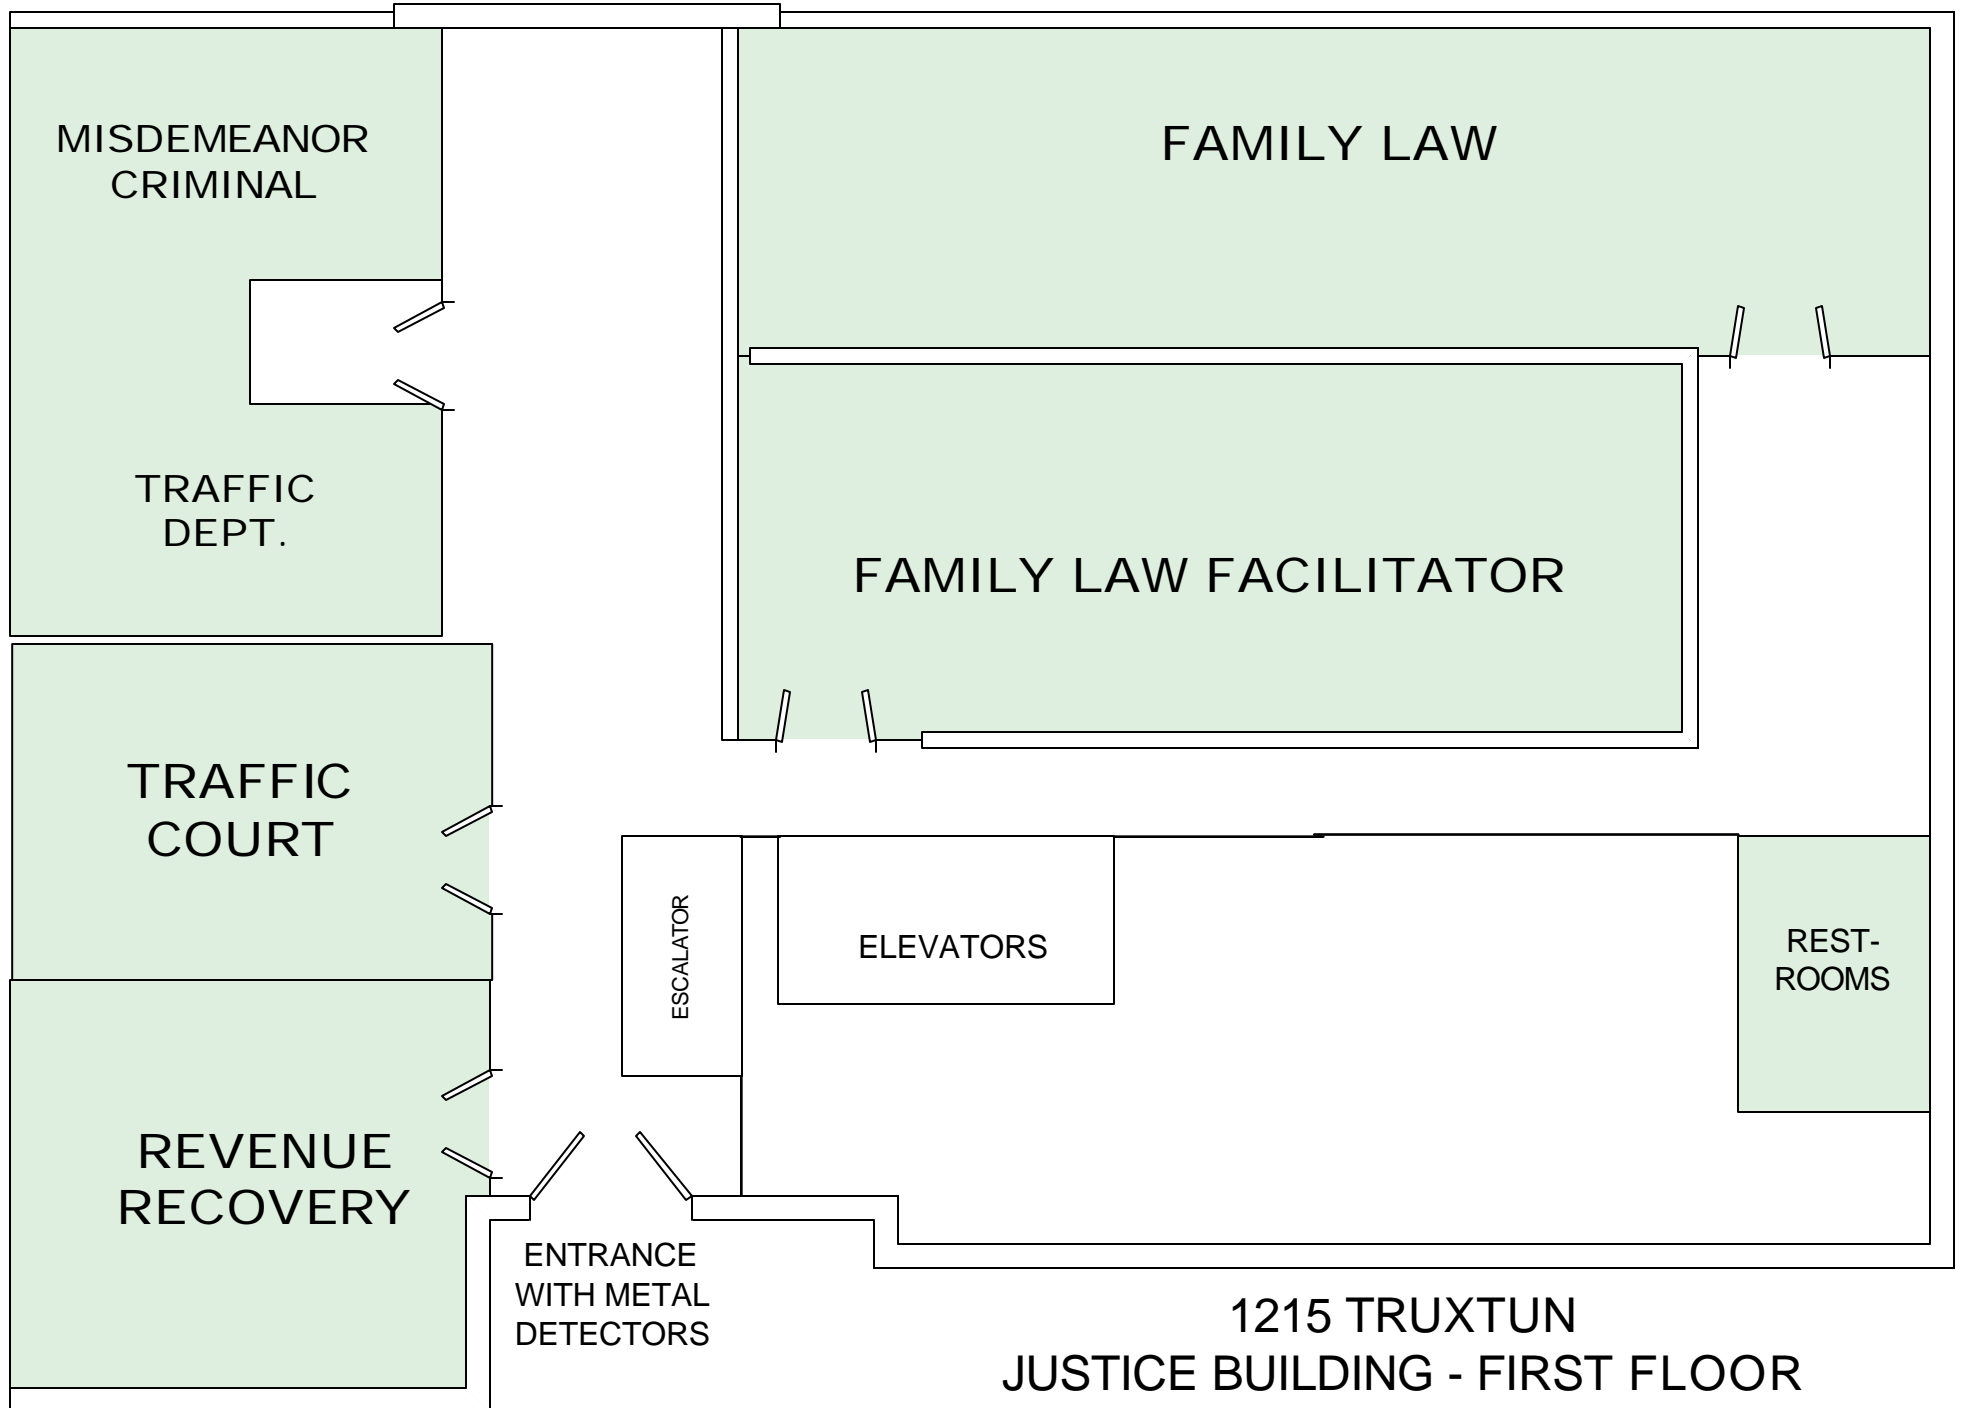 MISDEMEANOR
CRIMINAL
FAMILY LAW
TRAFFIC
DEPT.
FAMILY LAW FACILITATOR
TRAFFIC
COURT
ESCALATOR
ELEVATORS
REST-
ROOMS
REVENUE
RECOVERY
ENTRANCE
WITH METAL
DETECTORS
1215 TRUXTUN
JUSTICE BUILDING - FIRST FLOOR